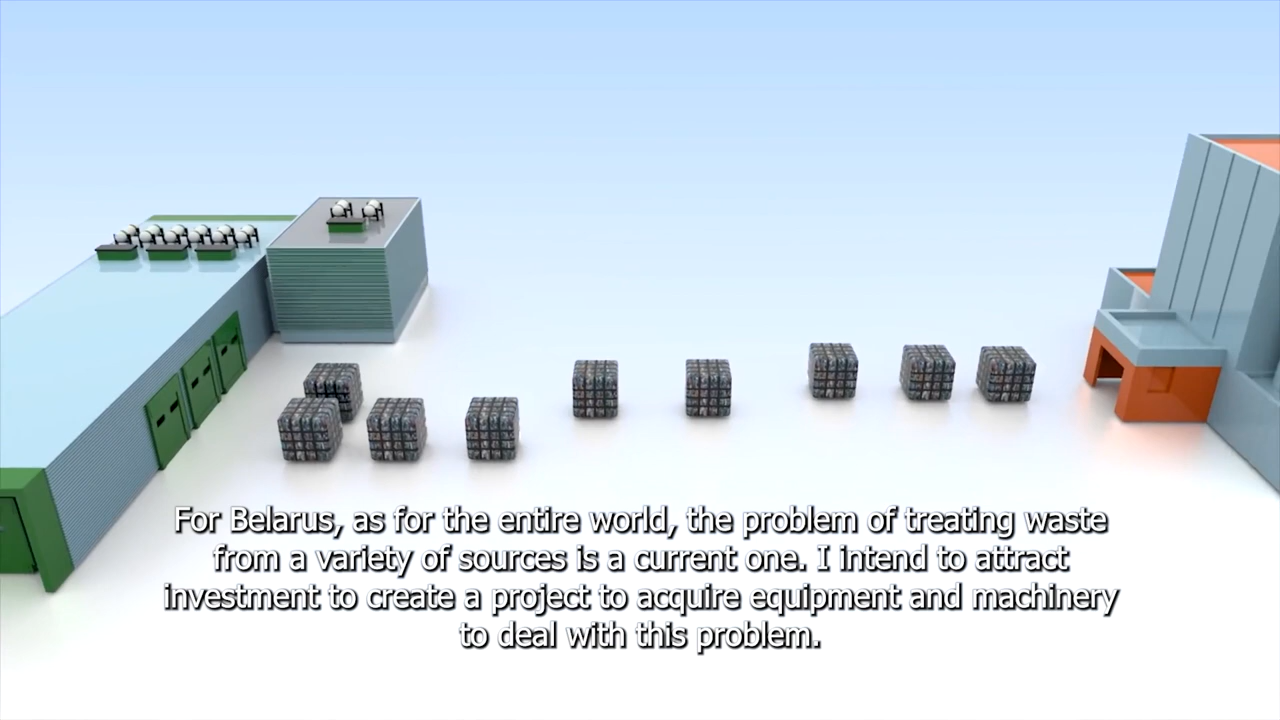 For Belarus, as for the entire world, the problem of treating waste
from a variety of sources is a current one. I intend to attract
investment to create a project to acquire equipment and machinery
to deal with this problem.